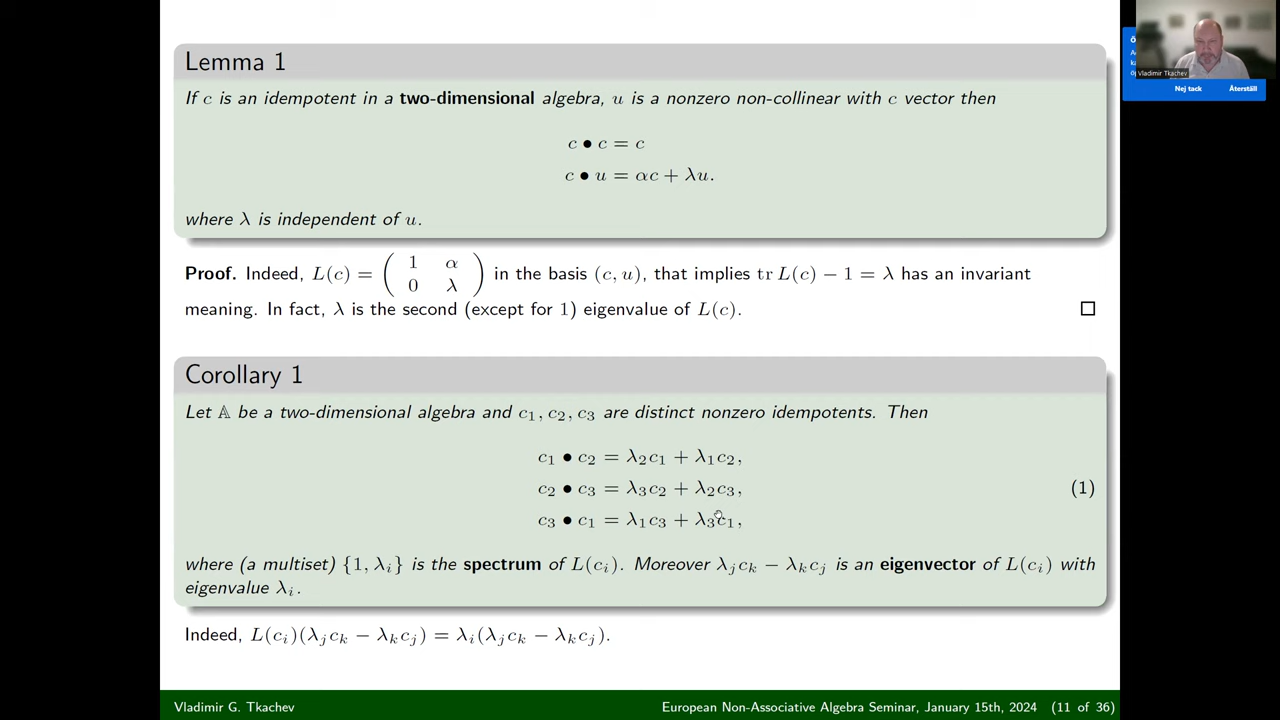 Lemma 1
If c is an idempotent in a two-dimensional algebra, u is a nonzero non-collinear with c vector then
c • c = c
c • u = αc + λu.
where λ is independent of u.
Proof. Indeed, L(c) = ( 1 α 0 λ ) in the basis (c, u), that implies tr L(c) − 1 = λ has an invariant
meaning. In fact, λ is the second (except for 1) eigenvalue of L(c). □
Corollary 1
Let 𝔸 be a two-dimensional algebra and c₁, c₂, c₃ are distinct nonzero idempotents. Then
c₁ • c₂ = λ₂c₁ + λ₁c₂,
c₂ • c₃ = λ₃c₂ + λ₂c₃, (1)
c₃ • c₁ = λ₁c₃ + λ₃c₁,
where (a multiset) {1, λᵢ} is the spectrum of L(cᵢ). Moreover λⱼcₖ − λₖcⱼ is an eigenvector of L(cᵢ) with
eigenvalue λᵢ.
Indeed, L(cᵢ)(λⱼcₖ − λₖcⱼ) = λᵢ(λⱼcₖ − λₖcⱼ).
Vladimir G. Tkachev European Non-Associative Algebra Seminar, January 15th, 2024 (11 of 36)
Vladimir Tkachev
Nej tack Återställ